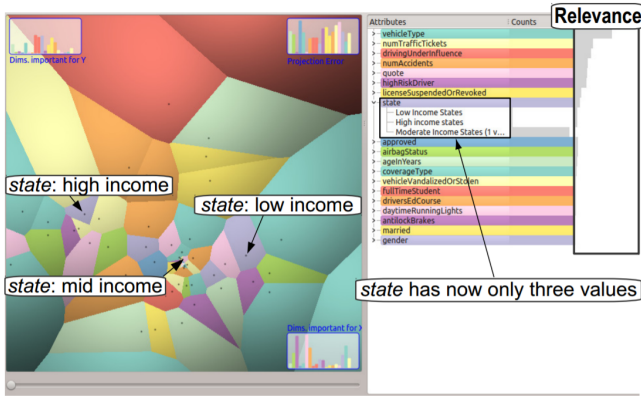 Attributes
Counts
Relevance
vehicleType
numTrafficTickets
drivingUnderInfluence
numAccidents
quote
highRiskDriver
licenseSuspendedOrRevoked
state
Low Income States
High income states
Moderate Income States (1 v...
approved
airbagStatus
ageInYears
coverageType
vehicleVandalizedOrStolen
fullTimeStudent
driversEdCourse
daytimeRunningLights
antilockBrakes
married
gender
Dims. important for Y
Projection Error
state: high income
state: low income
state: mid income
state has now only three values
Dims. important for X